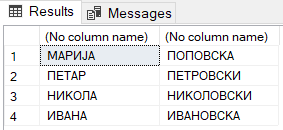 Results Messages
(No column name) (No column name)
1 МАРИЈА ПОПОВСКА
2 ПЕТАР ПЕТРОВСКИ
3 НИКОЛА НИКОЛОВСКИ
4 ИВАНА ИВАНОВСКА